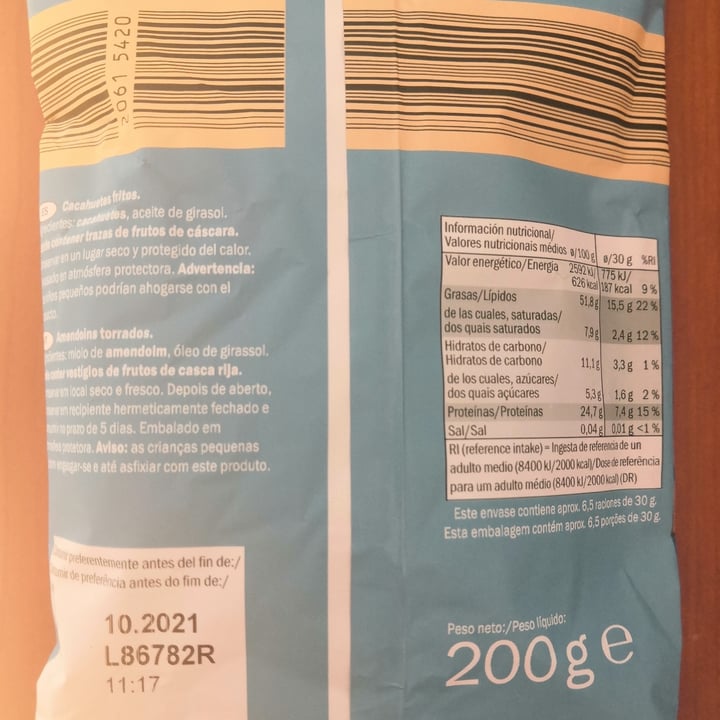 2061 5420
ES Cacahuetes fritos.
cacahuetes, aceite de girasol.
contener trazas de frutos de cáscara.
en un lugar seco y protegido del calor.
en atmósfera protectora. Advertencia:
pequeños podrían ahogarse con el
Amendoins torrados.
miolo de amendoim, óleo de girassol.
conter vestígios de frutos de casca rija.
em local seco e fresco. Depois de aberto,
em recipiente hermeticamente fechado e
no prazo de 5 dias. Embalado em
Aviso: as crianças pequenas
engasgar-se e até asfixiar com este produto.
preferentemente antes del fin de:/
de preferência antes do fim de:/
10.2021
L86782R
11:17
Información nutricional/
Valores nutricionais médios ø/100 g ø/30 g %RI
Valor energético/Energia 2592 kJ/ 775 kJ/
626 kcal 187 kcal 9 %
Grasas/Lípidos 51,8 g 15,5 g 22 %
de las cuales, saturadas/
dos quais saturados 7,9 g 2,4 g 12 %
Hidratos de carbono/
Hidratos de carbono 11,1 g 3,3 g 1 %
de los cuales, azúcares/
dos quais açúcares 5,3 g 1,6 g 2 %
Proteínas/Proteínas 24,7 g 7,4 g 15 %
Sal/Sal 0,04 g 0,01 g <1 %
RI (reference intake) = Ingesta de referencia de un
adulto medio (8400 kJ/2000 kcal)/Dose de referência
para um adulto médio (8400 kJ/2000 kcal) (DR)
Este envase contiene aprox. 6,5 raciones de 30 g.
Esta embalagem contém aprox. 6,5 porções de 30 g.
Peso neto:/Peso líquido:
200 g e